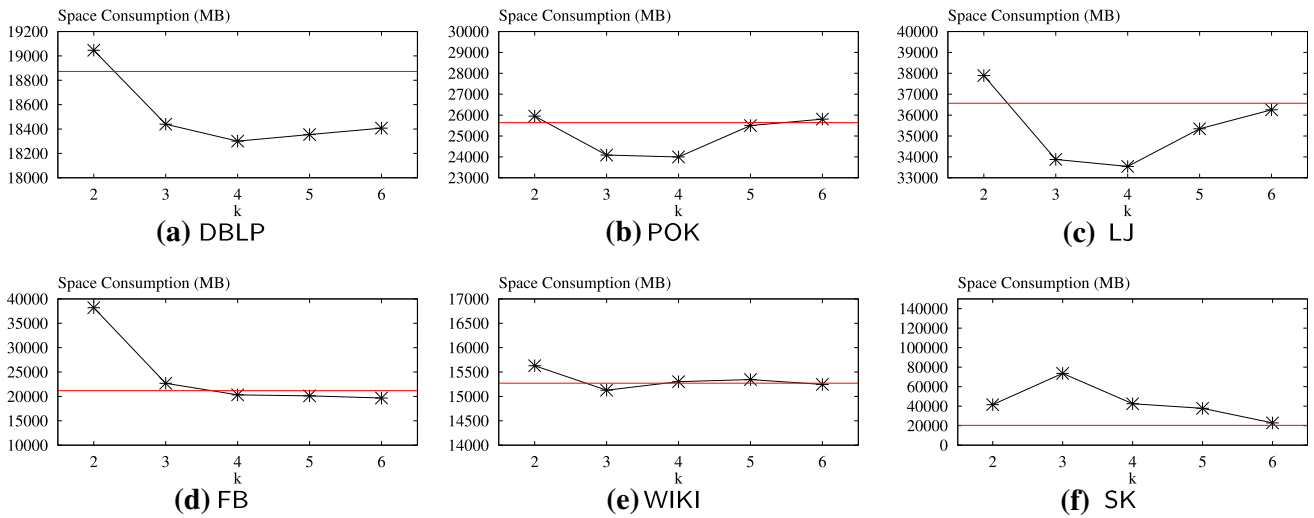 Space Consumption (MB)
19200
19000
18800
18600
18400
18200
18000
2 3 4 5 6
k
(a) DBLP
Space Consumption (MB)
30000
29000
28000
27000
26000
25000
24000
23000
2 3 4 5 6
k
(b) POK
Space Consumption (MB)
40000
39000
38000
37000
36000
35000
34000
33000
2 3 4 5 6
k
(c) LJ
Space Consumption (MB)
40000
35000
30000
25000
20000
15000
10000
2 3 4 5 6
k
(d) FB
Space Consumption (MB)
17000
16500
16000
15500
15000
14500
14000
2 3 4 5 6
k
(e) WIKI
Space Consumption (MB)
140000
120000
100000
80000
60000
40000
20000
0
2 3 4 5 6
k
(f) SK